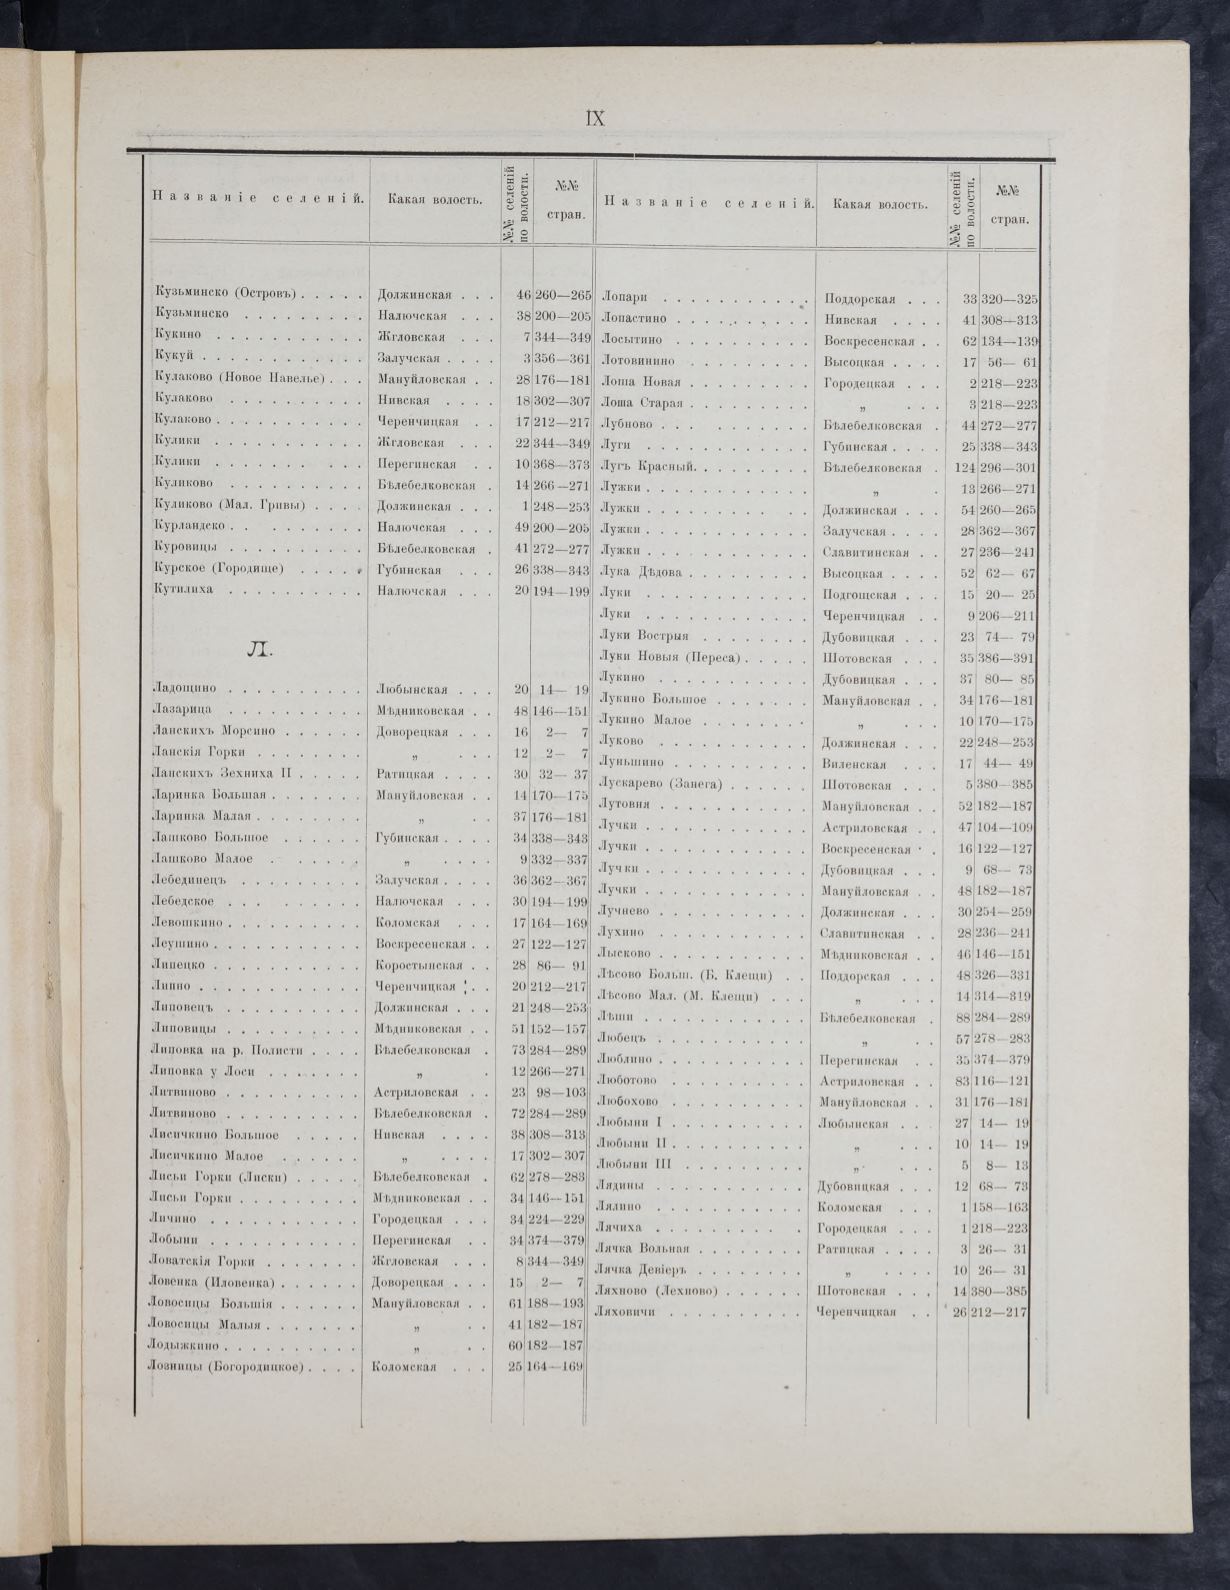 IX
Названіе селеній. Какая волость. №№ селеній по волости. №№ стран.
Кузьминско (Островъ) Должинская 46 260—265
Кузьминско Налючская 38 200—205
Кукино Жгловская 7 344—349
Кукуй Залучская 3 356—361
Кулаково (Новое Навелье) Мануйловская 28 176—181
Кулаково Нивская 18 302—307
Кулаково Черенчицкая 17 212—217
Кулики Жгловская 22 344—349
Кулики Перегинская 10 368—373
Куликово Бѣлебелковская 14 266—271
Куликово (Мал. Гривы) Должинская 1 248—253
Курландско Налючская 49 200—205
Куровицы Бѣлебелковская 41 272—277
Курское (Городище) Губинская 26 338—343
Кутилиха Налючская 20 194—199
Л.
Ладощино Любынская 20 14— 19
Лазарица Мѣдниковская 48 146—151
Ланскихъ Морсино Доворецкая 16 2— 7
Ланскія Горки „ 12 2— 7
Ланскихъ Зехниха II Ратицкая 30 32— 37
Ларинка Большая Мануйловская 14 170—175
Ларинка Малая „ 37 176—181
Лашково Большое Губинская 34 338—343
Лашково Малое „ 9 332—337
Лебединецъ Залучская 36 362—367
Лебедское Налючская 30 194—199
Левошкино Коломская 17 164—169
Леушино Воскресенская 27 122—127
Липецко Коростынская 28 86— 91
Липно Черенчицкая 20 212—217
Липовецъ Должинская 21 248—253
Липовицы Мѣдниковская 51 152—157
Липовка на р. Полисти Бѣлебелковская 73 284—289
Липовка у Лоси „ 12 266—271
Литвиново Астриловская 23 98—103
Литвиново Бѣлебелковская 72 284—289
Лисичкино Большое Нивская 38 308—313
Лисичкино Малое „ 17 302—307
Лисьи Горки (Лиски) Бѣлебелковская 62 278—283
Лисьи Горки Мѣдниковская 34 146—151
Личино Городецкая 34 224—229
Лобыни Перегинская 34 374—379
Ловатскія Горки Жгловская 8 344—349
Ловенка (Иловенка) Доворецкая 15 2— 7
Ловосицы Большія Мануйловская 61 188—193
Ловосицы Малыя „ 41 182—187
Лодыжкино „ 60 182—187
Лозницы (Богородицкое) Коломская 25 164—169
Названіе селеній. Какая волость. №№ селеній по волости. №№ стран.
Лопари Поддорская 33 320—325
Лопастино Нивская 41 308—313
Лосытино Воскресенская 62 134—139
Лотовинино Высоцкая 17 56— 61
Лоша Новая Городецкая 2 218—223
Лоша Старая „ 3 218—223
Лубново Бѣлебелковская 44 272—277
Луги Губинская 25 338—343
Лугъ Красный Бѣлебелковская 124 296—301
Лужки „ 13 266—271
Лужки Должинская 54 260—265
Лужки Залучская 28 362—367
Лужки Славитинская 27 236—241
Лука Дѣдова Высоцкая 52 62— 67
Луки Подгощская 15 20— 25
Луки Черенчицкая 9 206—211
Луки Вострыя Дубовицкая 23 74— 79
Луки Новыя (Переса) Шотовская 35 386—391
Лукино Дубовицкая 37 80— 85
Лукино Большое Мануйловская 34 176—181
Лукино Малое „ 10 170—175
Луково Должинская 22 248—253
Луньшино Виленская 17 44— 49
Лускарево (Занега) Шотовская 5 380—385
Лутовня Мануйловская 52 182—187
Лучки Астриловская 47 104—109
Лучки Воскресенская 16 122—127
Лучки Дубовицкая 9 68— 73
Лучки Мануйловская 48 182—187
Лучнево Должинская 30 254—259
Лухино Славитинская 28 236—241
Лысково Мѣдниковская 46 146—151
Лѣсово Больш. (Б. Клещи) Поддорская 48 326—331
Лѣсово Мал. (М. Клещи) „ 14 314—319
Лѣши Бѣлебелковская 88 284—289
Любецъ „ 57 278—283
Люблино Перегинская 35 374—379
Люботово Астриловская 83 116—121
Любохово Мануйловская 31 176—181
Любыни I Любынская 27 14— 19
Любыни II „ 10 14— 19
Любыни III „ 5 8— 13
Лядины Дубовицкая 12 68— 73
Лялино Коломская 1 158—163
Лячиха Городецкая 1 218—223
Лячка Вольная Ратицкая 3 26— 31
Лячка Девіеръ „ 10 26— 31
Ляхново (Лехново) Шотовская 14 380—385
Ляховичи Черенчицкая 26 212—217